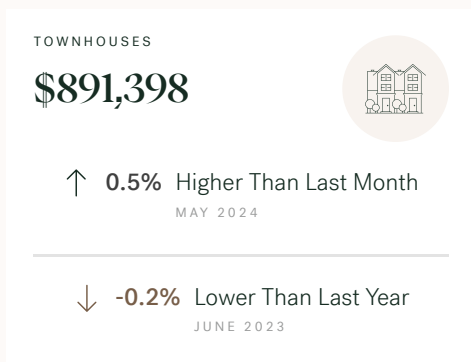 TOWNHOUSES
$891,398
0.5% Higher Than Last Month
MAY 2024
-0.2% Lower Than Last Year
JUNE 2023